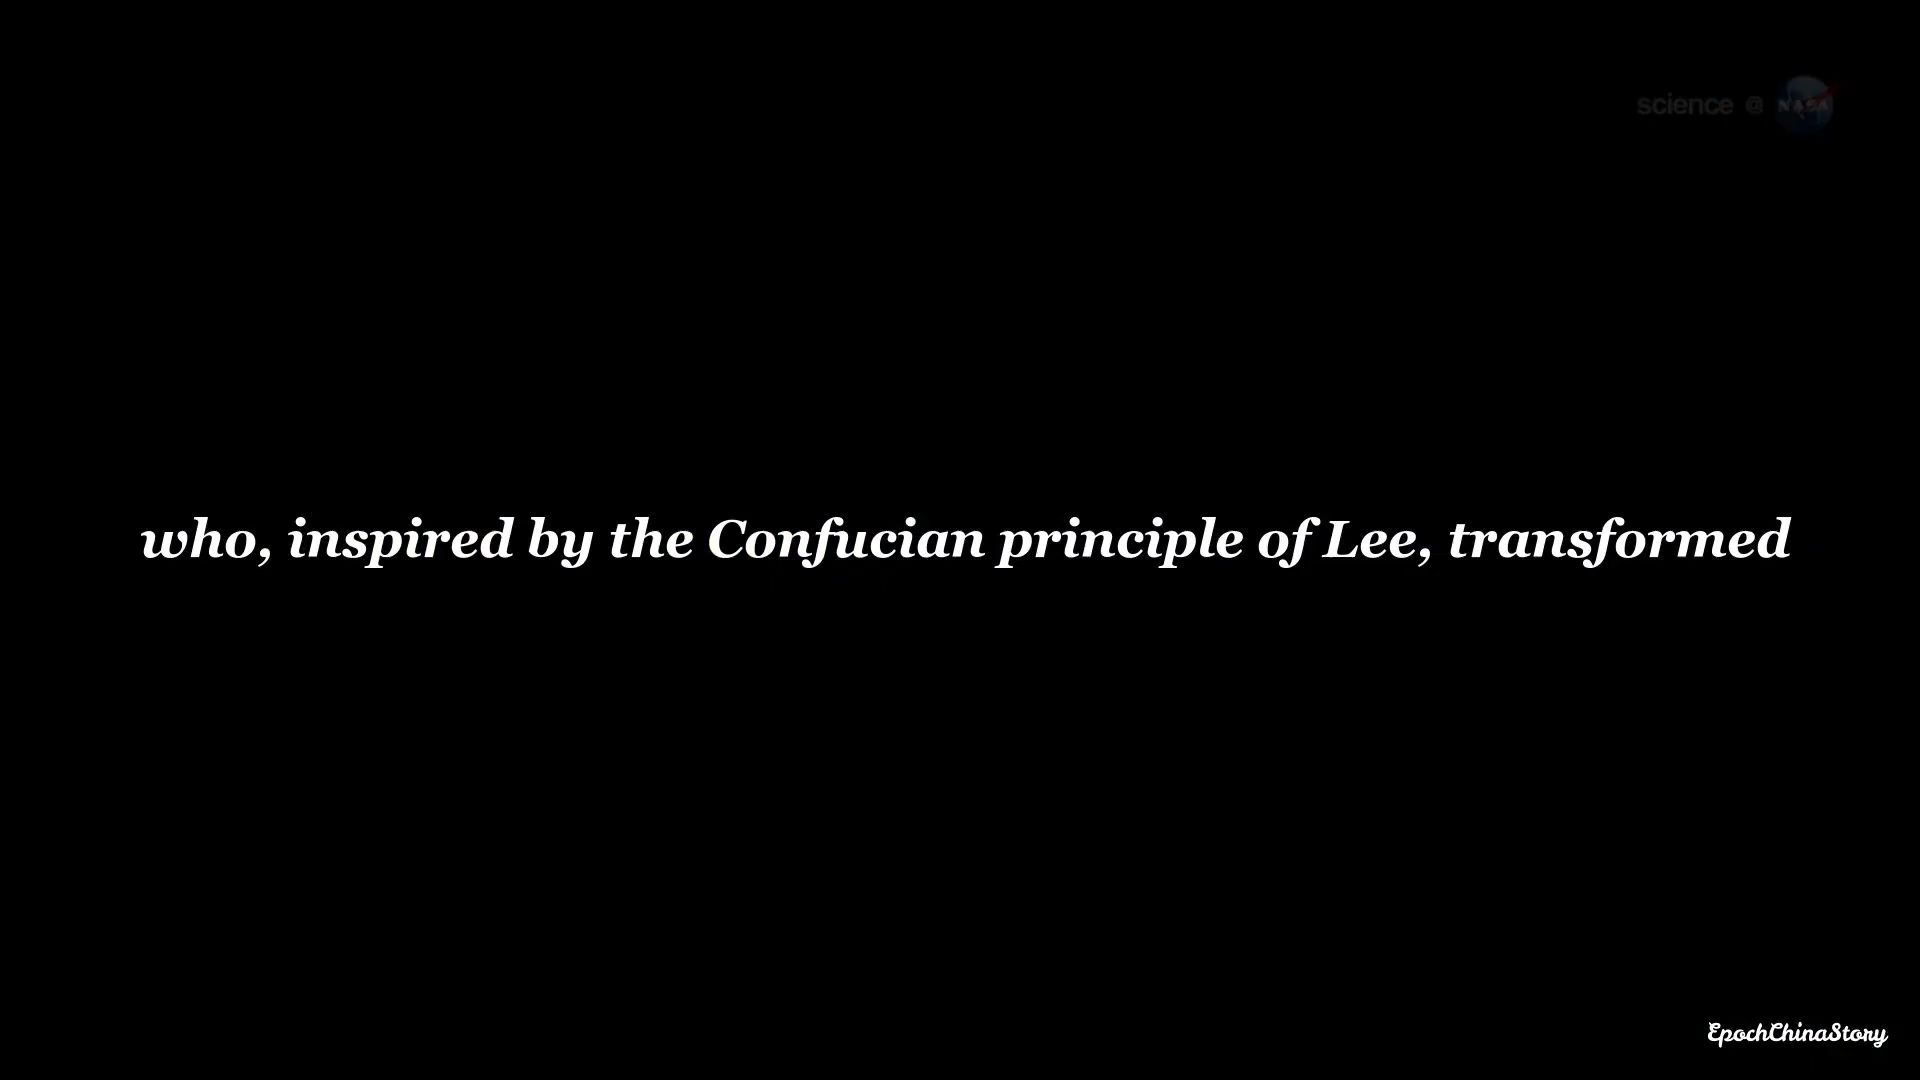 science @ NASA
who, inspired by the Confucian principle of Lee, transformed
EpochChinaStory